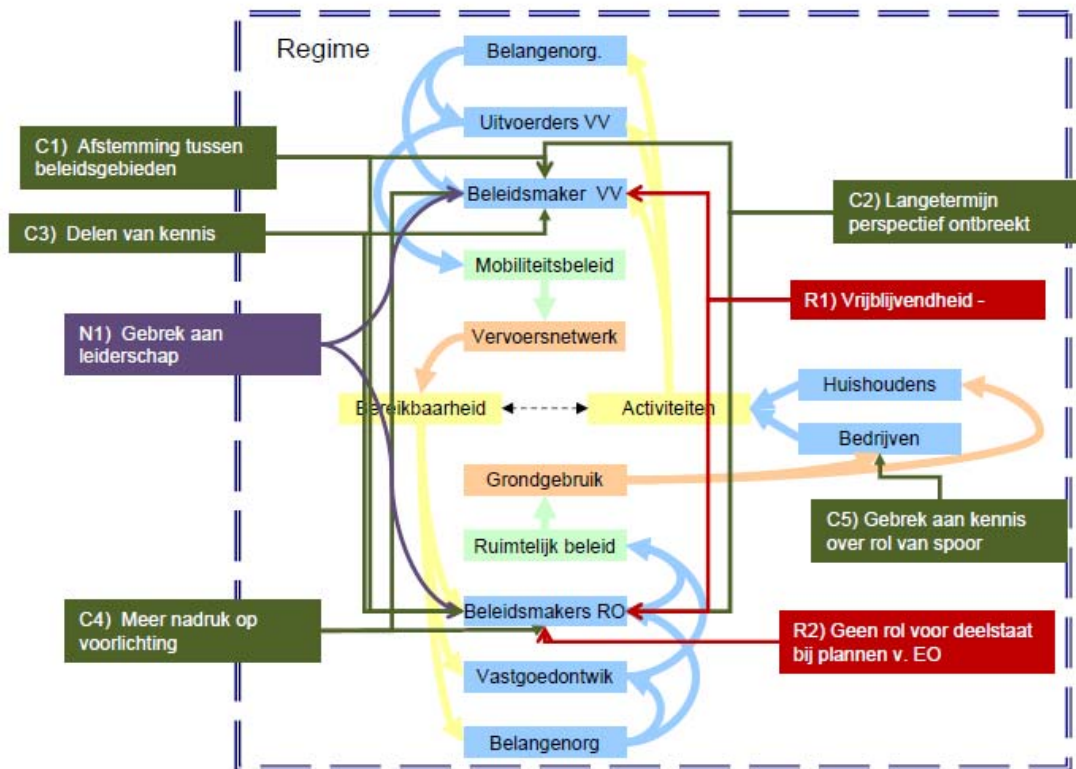 Regime
Belangenorg.
Uitvoerders VV
C1) Afstemming tussen
beleidsgebieden
Beleidsmaker VV
C2) Langetermijn
perspectief ontbreekt
C3) Delen van kennis
Mobiliteitsbeleid
R1) Vrijblijvendheid -
N1) Gebrek aan
leiderschap
Vervoersnetwerk
Huishoudens
Bereikbaarheid
Activiteiten
Bedrijven
Grondgebruik
C5) Gebrek aan kennis
over rol van spoor
Ruimtelijk beleid
Beleidsmakers RO
C4) Meer nadruk op
voorlichting
R2) Geen rol voor deelstaat
bij plannen v. EO
Vastgoedontwik
Belangenorg